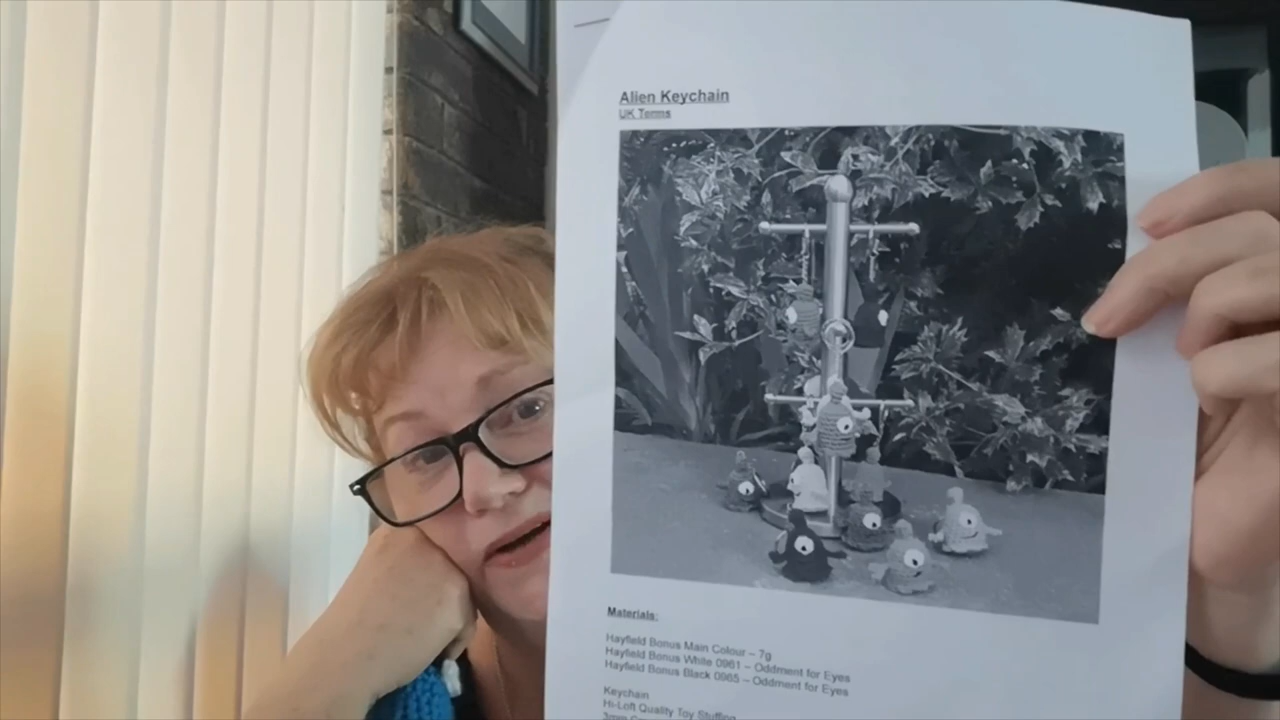 Alien Keychain
UK Terms
Materials:
Hayfield Bonus Main Colour – 7g
Hayfield Bonus White 0961 – Oddment for Eyes
Hayfield Bonus Black 0965 – Oddment for Eyes
Keychain
Hi-Loft Quality Toy Stuffing
3mm